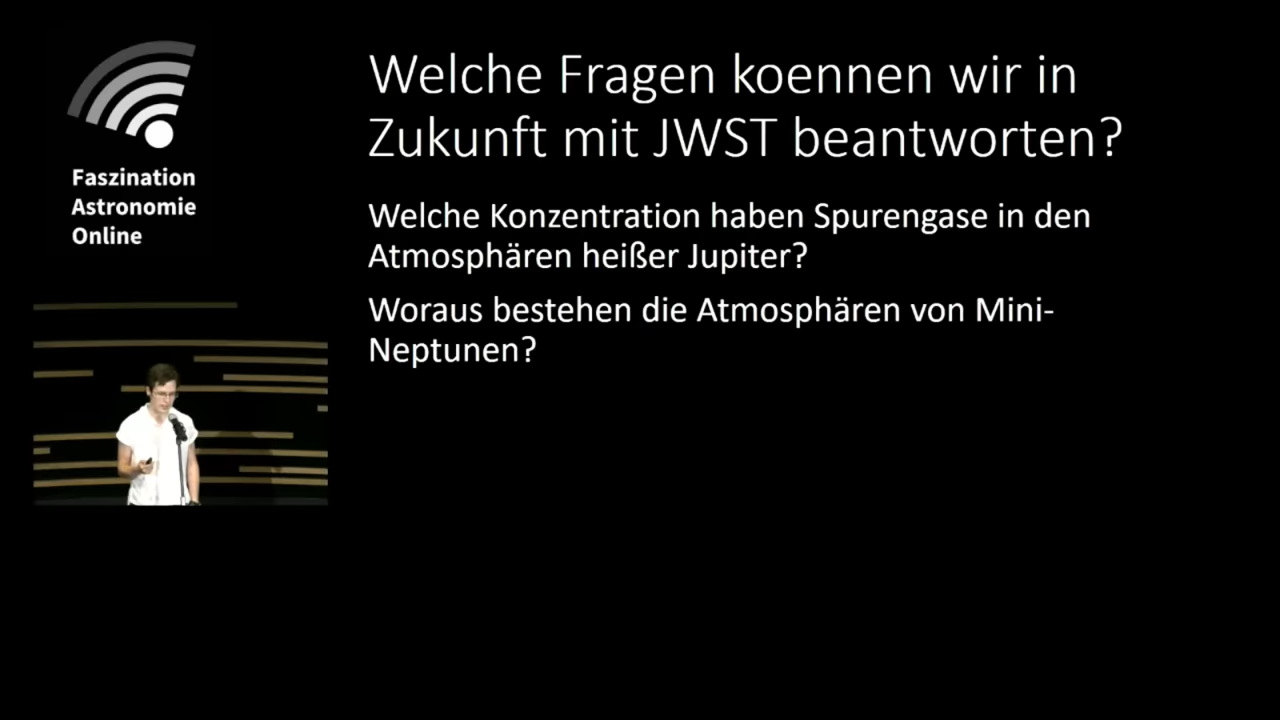 Faszination
Astronomie
Online
Welche Fragen koennen wir in
Zukunft mit JWST beantworten?
Welche Konzentration haben Spurengase in den
Atmosphären heißer Jupiter?
Woraus bestehen die Atmosphären von Mini-
Neptunen?